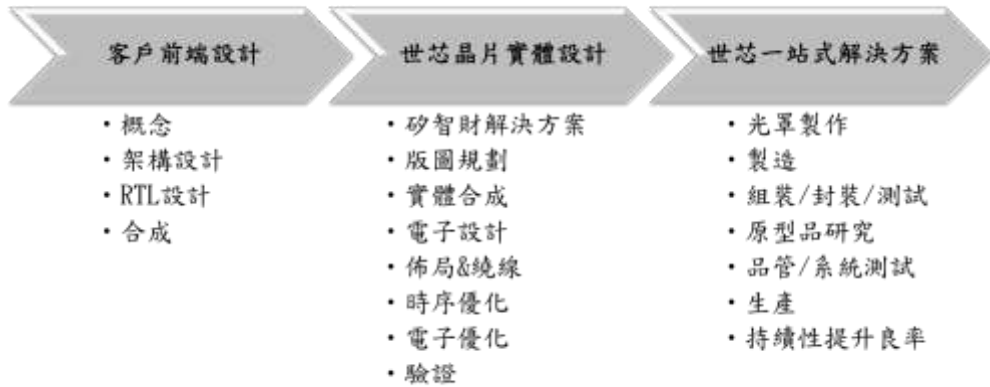 客戶前端設計
・概念
・架構設計
・RTL設計
・合成
世芯晶片實體設計
・矽智財解決方案
・版圖規劃
・實體合成
・電子設計
・佈局&繞線
・時序優化
・電子優化
・驗證
世芯一站式解決方案
・光罩製作
・製造
・組裝/封裝/測試
・原型品研究
・品管/系統測試
・生產
・持續性提升良率